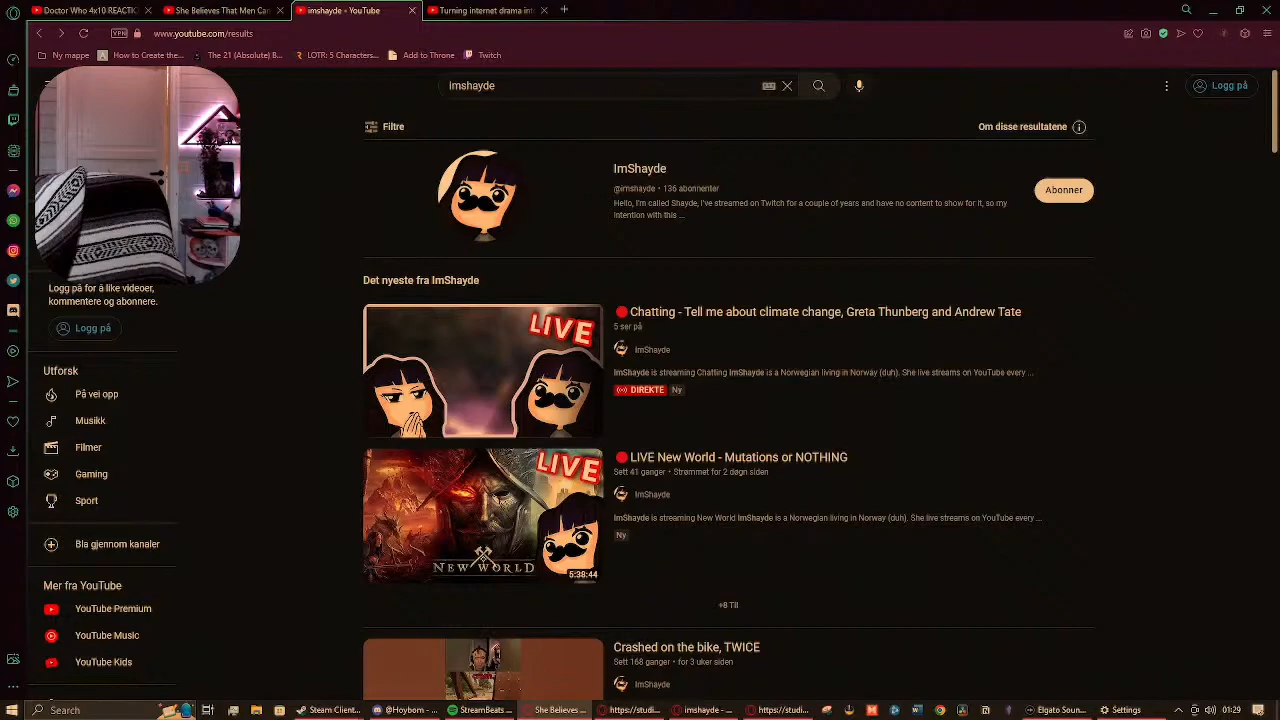 Doctor Who 4x10 REACTIC
She Believes That Men Can
imshayde - YouTube
Turning internet drama int
VPN
www.youtube.com/results
Ny mappe
How to Create the...
The 21 (Absolute) B...
LOTR: 5 Characters...
Add to Throne
Twitch
imshayde
Logg på
Filtre
Om disse resultatene
ImShayde
@imshayde • 136 abonnenter
Hello, I'm called Shayde, I've streamed on Twitch for a couple of years and have no content to show for it, so my
intention with this ...
Abonner
Logg på for å like videoer,
kommentere og abonnere.
Logg på
Utforsk
På vei opp
Musikk
Filmer
Gaming
Sport
Bla gjennom kanaler
Mer fra YouTube
YouTube Premium
YouTube Music
YouTube Kids
Det nyeste fra ImShayde
LIVE
Chatting - Tell me about climate change, Greta Thunberg and Andrew Tate
5 ser på
ImShayde
ImShayde is streaming Chatting ImShayde is a Norwegian living in Norway (duh). She live streams on YouTube every ...
DIREKTE
Ny
LIVE
NEW WORLD
5:38:44
LIVE New World - Mutations or NOTHING
Sett 41 ganger • Strømmet for 2 døgn siden
ImShayde
ImShayde is streaming New World ImShayde is a Norwegian living in Norway (duh). She live streams on YouTube every ...
Ny
+8 Till
Crashed on the bike, TWICE
Sett 168 ganger • for 3 uker siden
ImShayde
Search
Steam Client
@Hoyborn - ...
StreamBeats ...
She Believes ...
https://studi...
imshayde - ...
https://studi...
Elgato Soun...
Settings
01:29